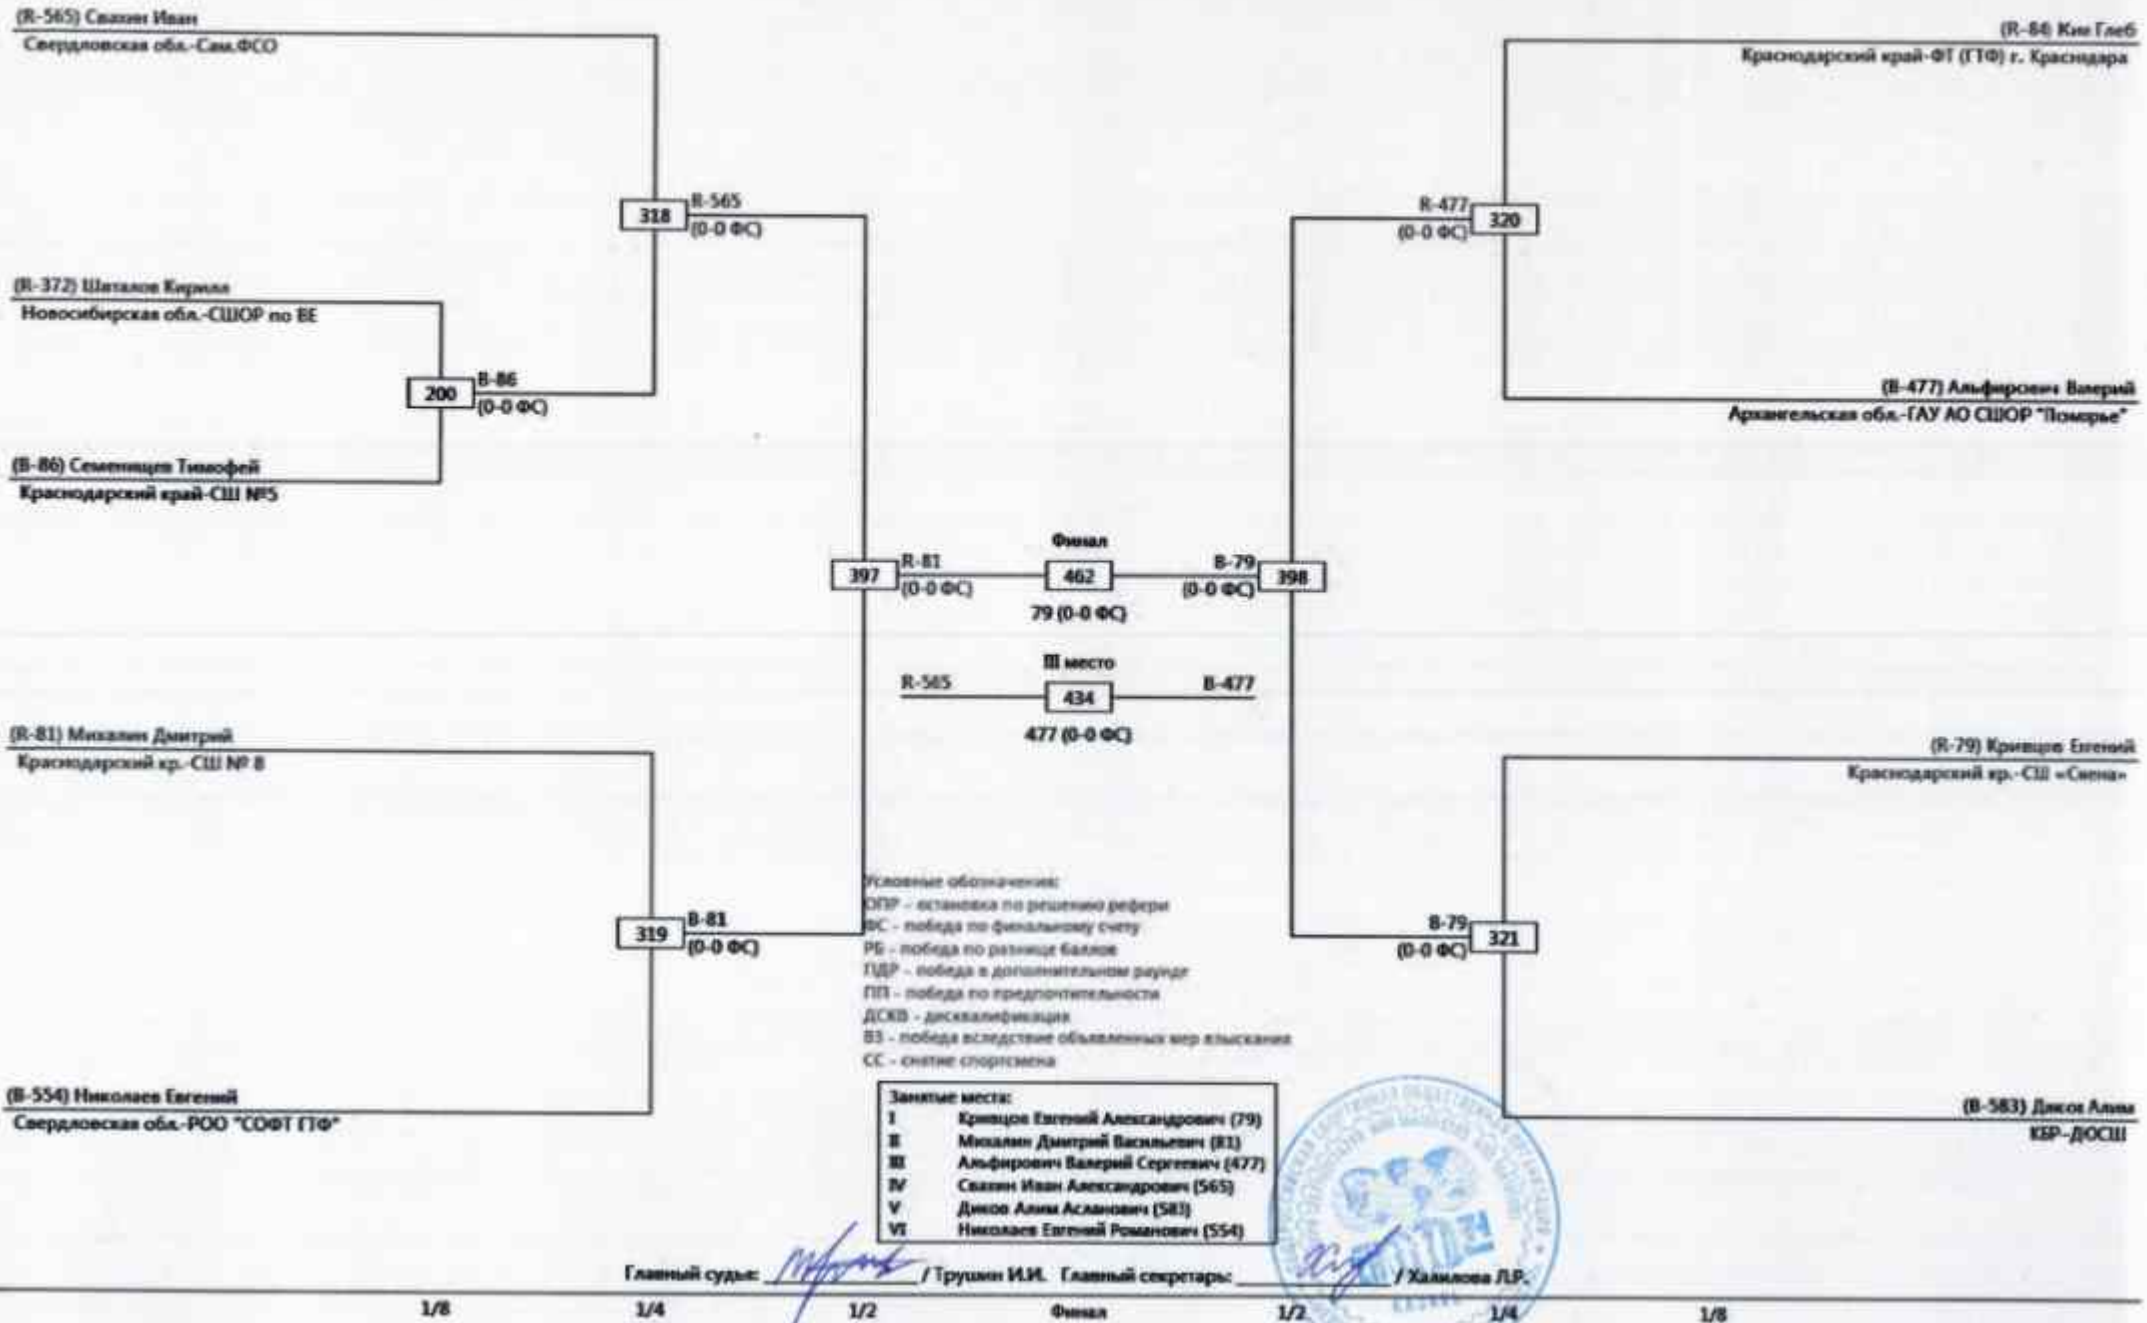 (R-565) Свахин Иван
Свердловская обл.-Сам.ФСО
(R-84) Ким Глеб
Краснодарский край-ФТ (ГТФ) г. Краснодара
318
R-565
(0-0 ФС)
R-477
(0-0 ФС)
320
(R-372) Шаталов Кирилл
Новосибирская обл.-СШОР по ВЕ
200
B-86
(0-0 ФС)
(B-477) Альфирович Валерий
Архангельская обл.-ГАУ АО СШОР "Поморье"
(B-86) Семенищев Тимофей
Краснодарский край-СШ №5
Финал
397
R-81
(0-0 ФС)
462
B-79
(0-0 ФС)
398
79 (0-0 ФС)
III место
R-565
434
B-477
477 (0-0 ФС)
(R-81) Михалин Дмитрий
Краснодарский кр.-СШ № 8
(R-79) Кривцов Евгений
Краснодарский кр.-СШ «Смена»
319
B-81
(0-0 ФС)
B-79
(0-0 ФС)
321
Условные обозначения:
ОПР - остановка по решению рефери
ФС - победа по финальному счету
РБ - победа по разнице баллов
ПДР - победа в дополнительном раунде
ПП - победа по предпочтительности
ДСКВ - дисквалификация
ВЗ - победа вследствие объявленных мер взыскания
СС - снятие спортсмена
(B-554) Николаев Евгений
Свердловская обл.-РОО "СОФТ ГТФ"
(B-583) Диков Алим
КБР-ДЮСШ
Занятые места:
I Кривцов Евгений Александрович (79)
II Михалин Дмитрий Васильевич (81)
III Альфирович Валерий Сергеевич (477)
IV Свахин Иван Александрович (565)
V Диков Алим Асланович (583)
VI Николаев Евгений Романович (554)
Главный судья: / Трушин И.И. Главный секретарь: / Халилова Л.Р.
1/8 1/4 1/2 Финал 1/2 1/4 1/8